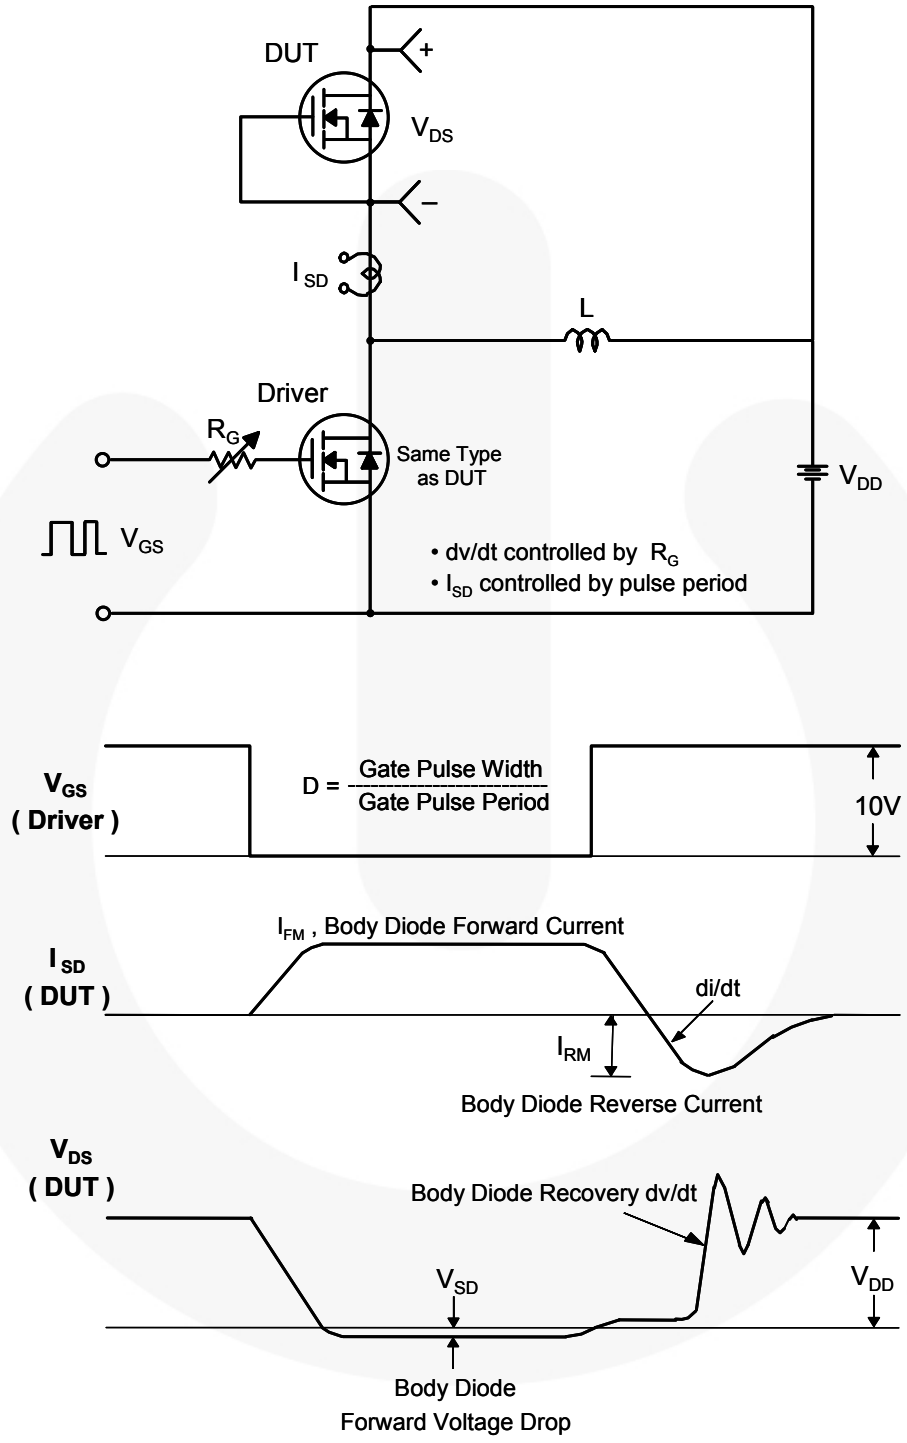 DUT
+
V_DS
–
I_SD
L
Driver
R_G
Same Type
as DUT
V_DD
V_GS
• dv/dt controlled by R_G
• I_SD controlled by pulse period
V_GS
( Driver )
D = Gate Pulse Width
Gate Pulse Period
10V
I_FM , Body Diode Forward Current
I_SD
( DUT )
di/dt
I_RM
Body Diode Reverse Current
V_DS
( DUT )
Body Diode Recovery dv/dt
V_SD
V_DD
Body Diode
Forward Voltage Drop